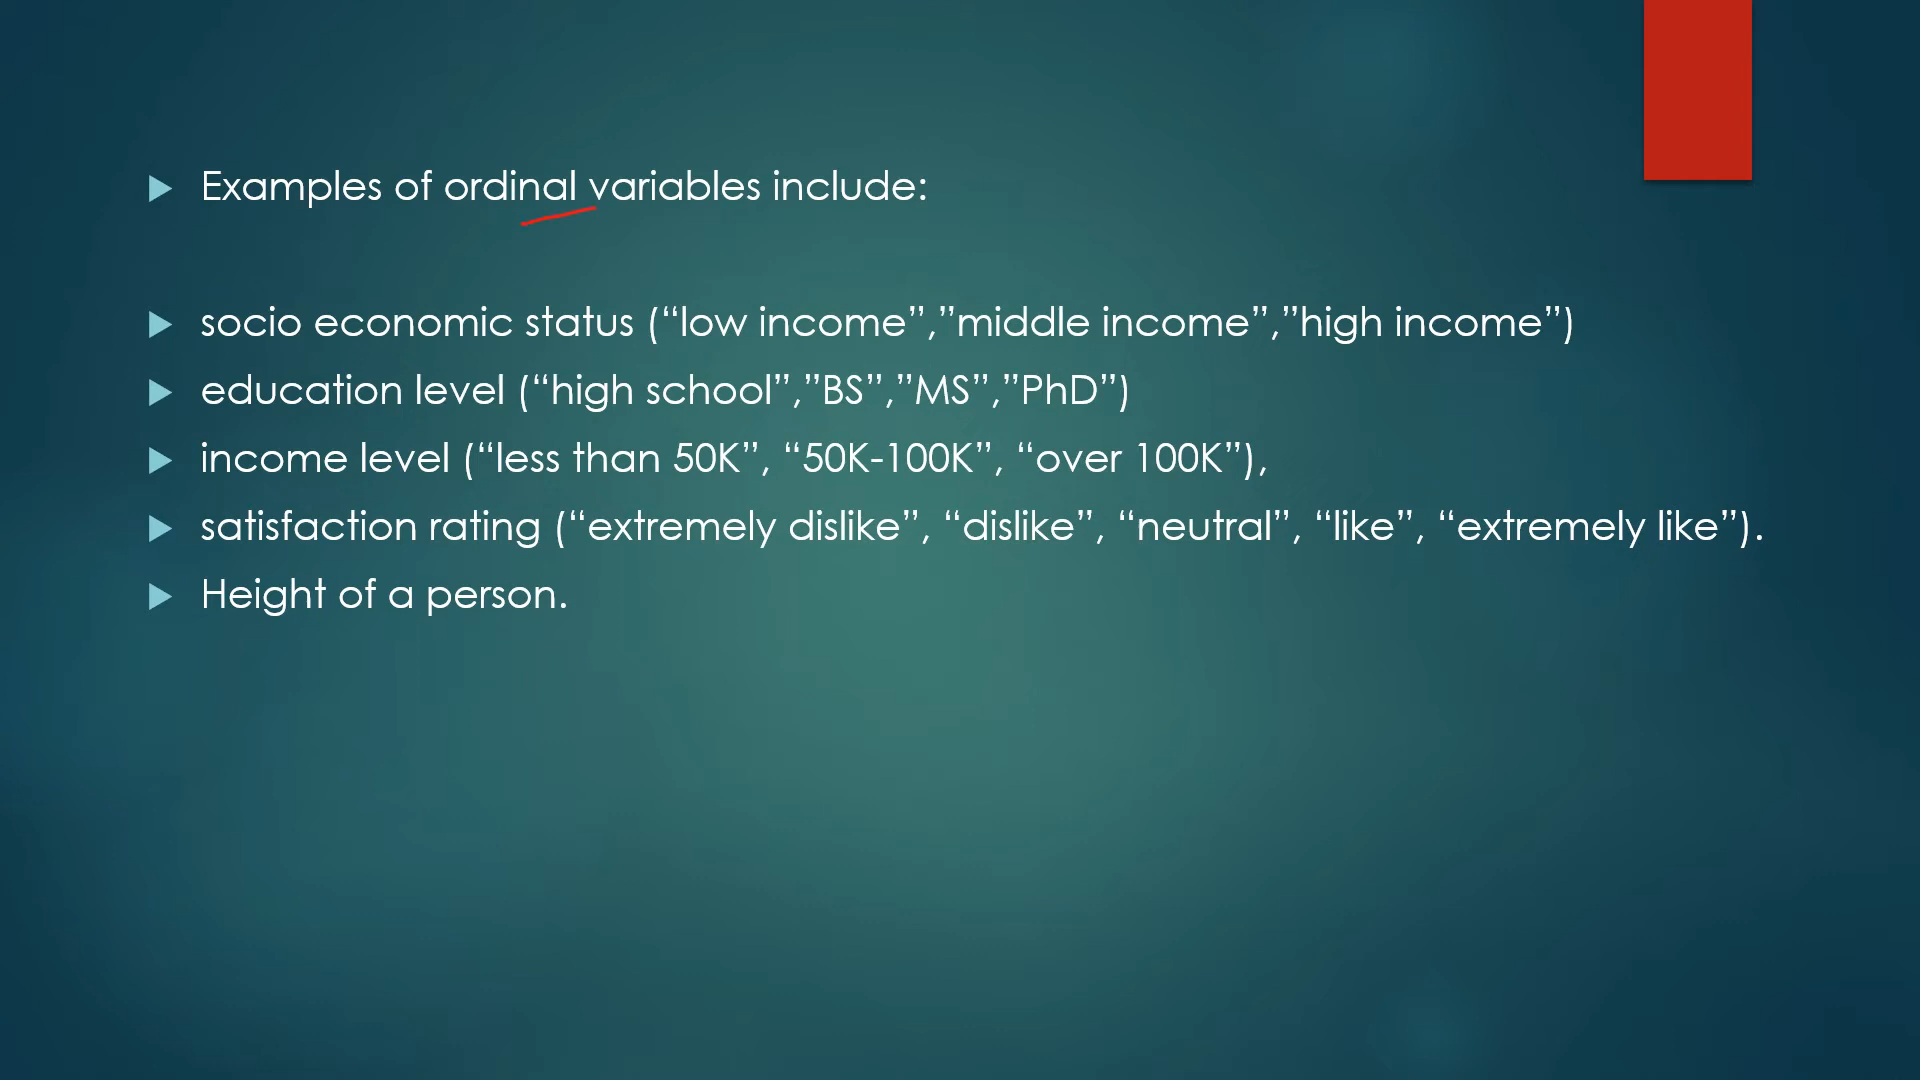 Examples of ordinal variables include:
socio economic status (“low income”,”middle income”,”high income”)
education level (“high school”,”BS”,”MS”,”PhD”)
income level (“less than 50K”, “50K-100K”, “over 100K”),
satisfaction rating (“extremely dislike”, “dislike”, “neutral”, “like”, “extremely like”).
Height of a person.